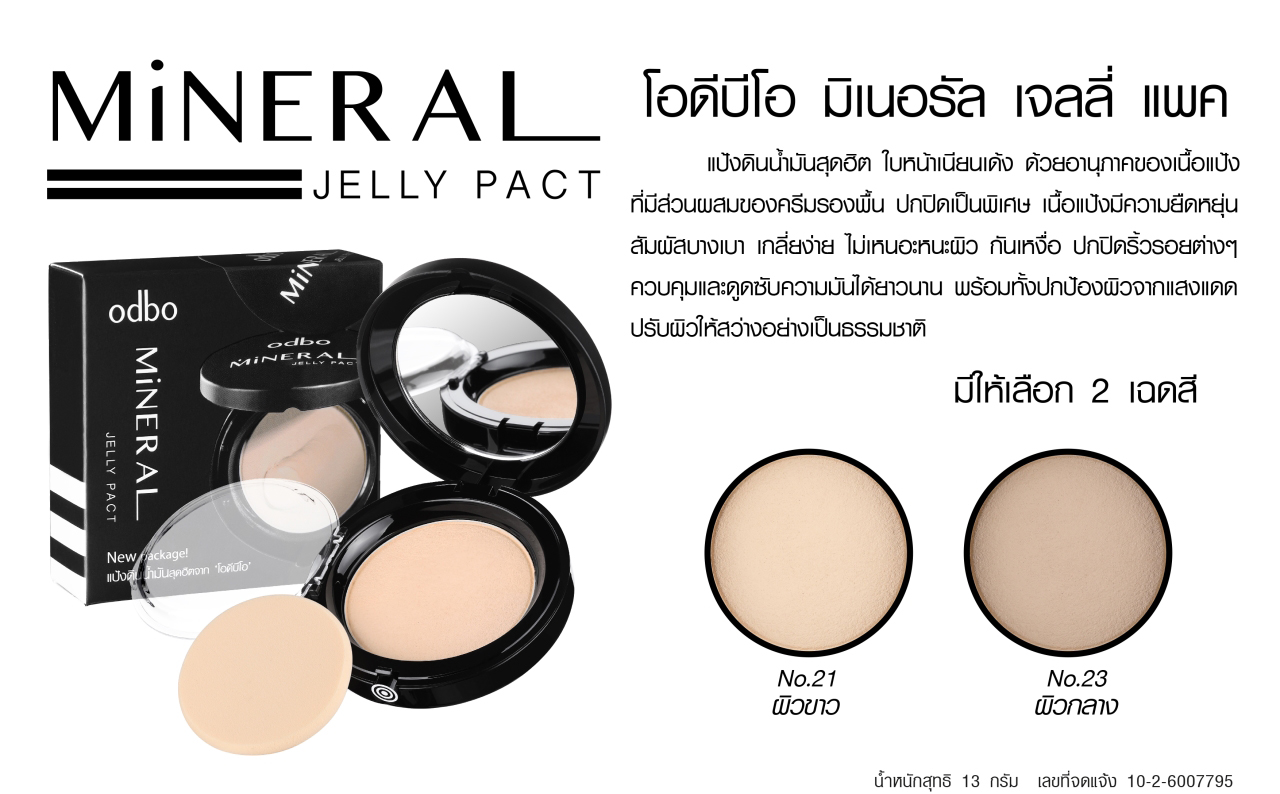 MiNERAL
JELLY PACT
โอดีบีโอ มิเนอรัล เจลลี่ แพค
แป้งดินน้ำมันสุดฮิต ใบหน้าเนียนเด้ง ด้วยอานุภาคของเนื้อแป้ง
ที่มีส่วนผสมของครีมรองพื้น ปกปิดเป็นพิเศษ เนื้อแป้งมีความยืดหยุ่น
สัมผัสบางเบา เกลี่ยง่าย ไม่เหนอะหนะผิว กันเหงื่อ ปกปิดริ้วรอยต่างๆ
ควบคุมและดูดซับความมันได้ยาวนาน พร้อมทั้งปกป้องผิวจากแสงแดด
ปรับผิวให้สว่างอย่างเป็นธรรมชาติ
มีให้เลือก 2 เฉดสี
No.21
ผิวขาว
No.23
ผิวกลาง
น้ำหนักสุทธิ 13 กรัม เลขที่จดแจ้ง 10-2-6007795
MiNERAL
odbo
MiNERAL
JELLY PACT
odbo
MiNERAL
JELLY PACT
New package!
แป้งดินน้ำมันสุดฮิตจาก "โอดีบีโอ"